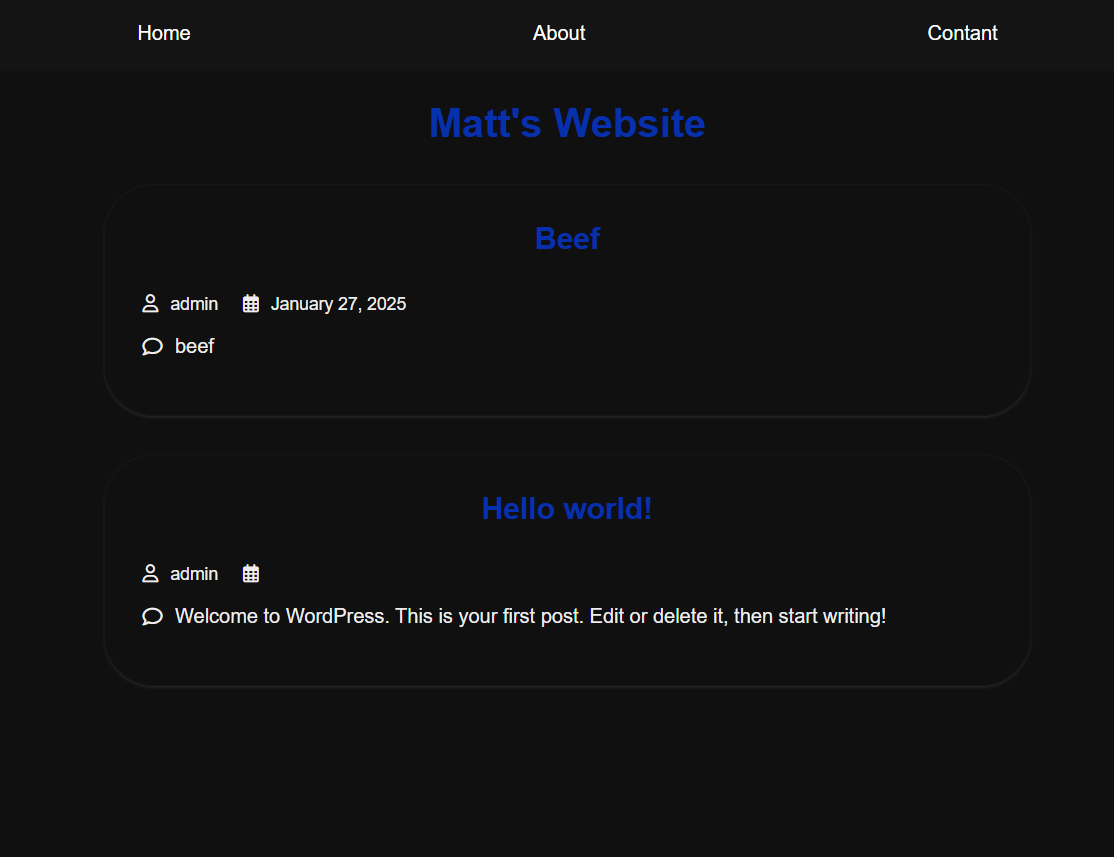 Home About Contant
Matt's Website
Beef
admin January 27, 2025
beef
Hello world!
admin
Welcome to WordPress. This is your first post. Edit or delete it, then start writing!